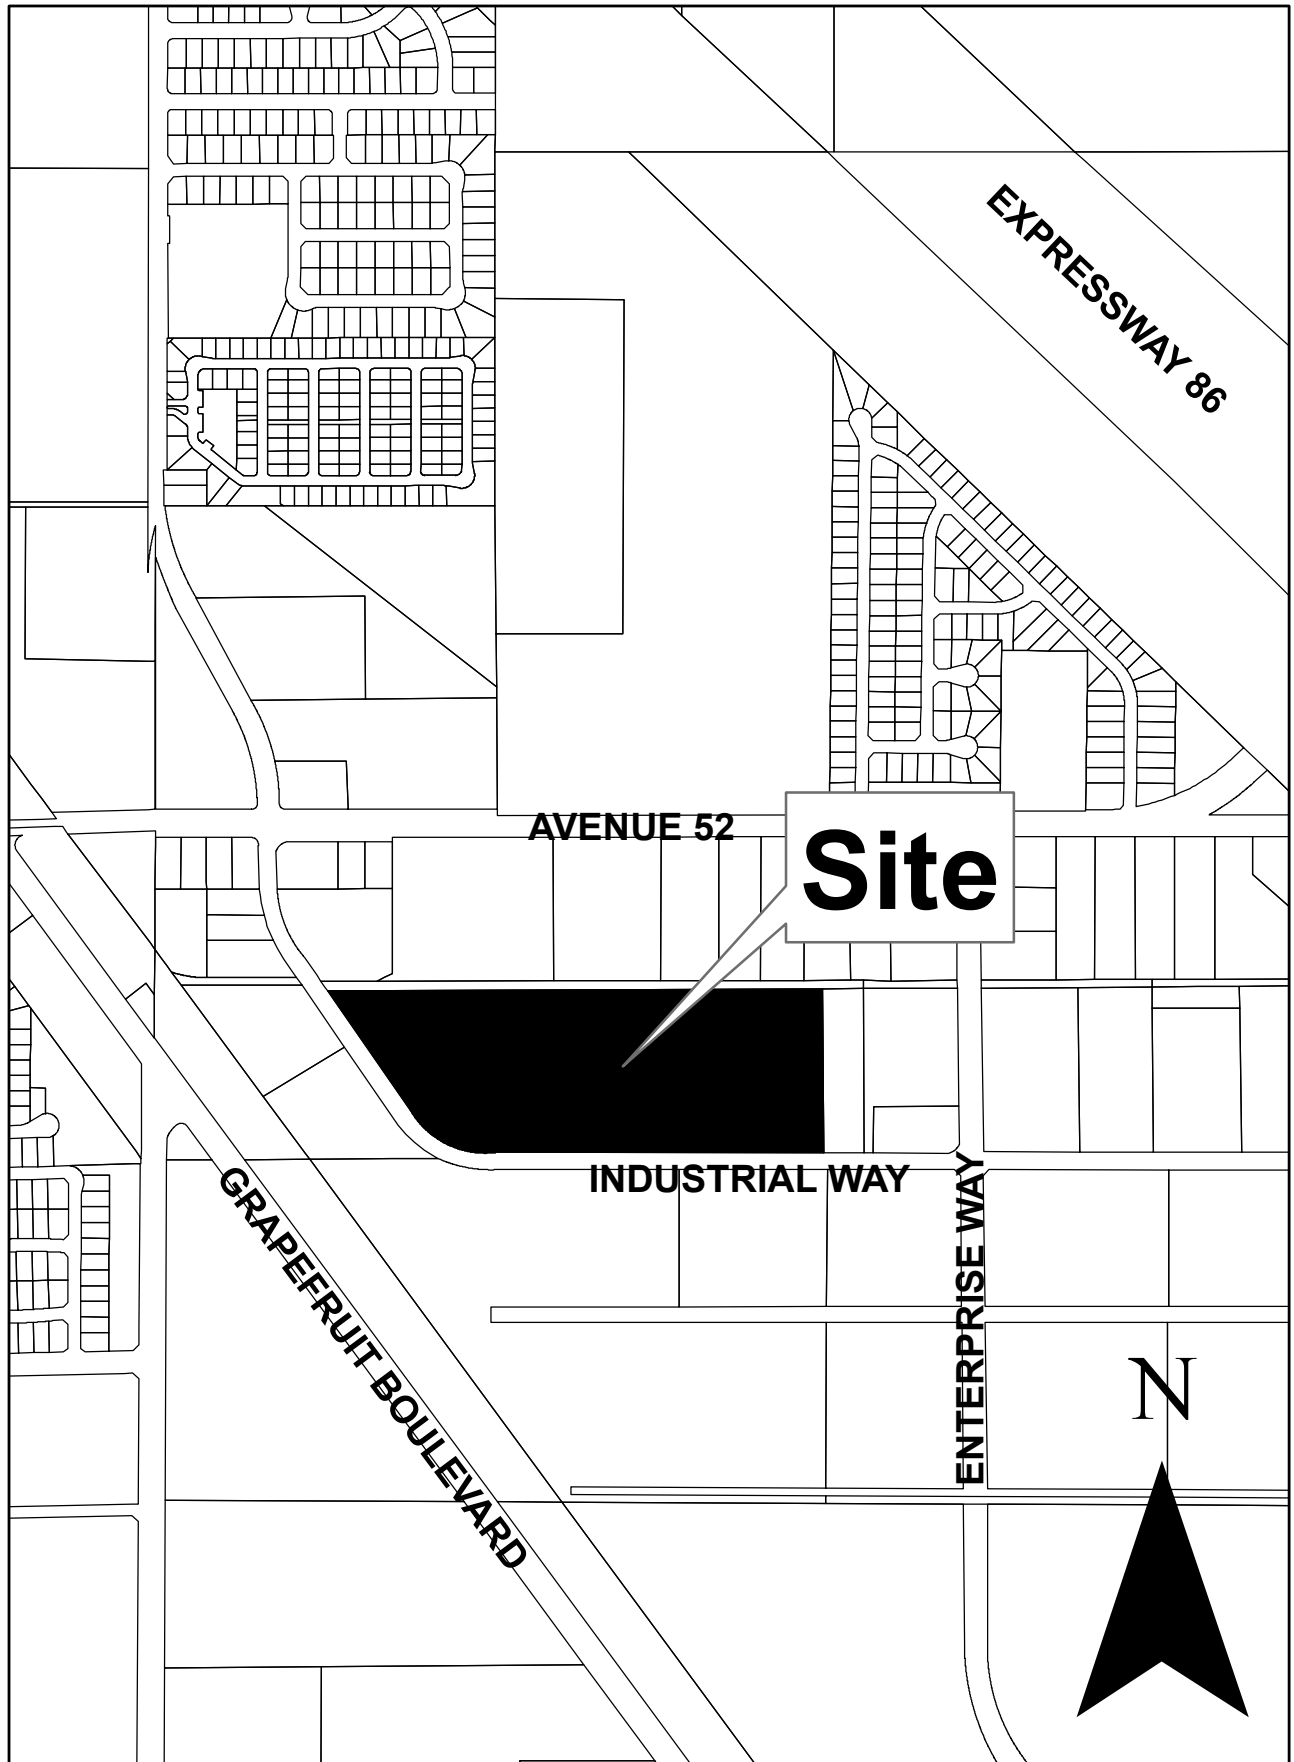 EXPRESSWAY 86
AVENUE 52
Site
INDUSTRIAL WAY
GRAPEFRUIT BOULEVARD
ENTERPRISE WAY
N